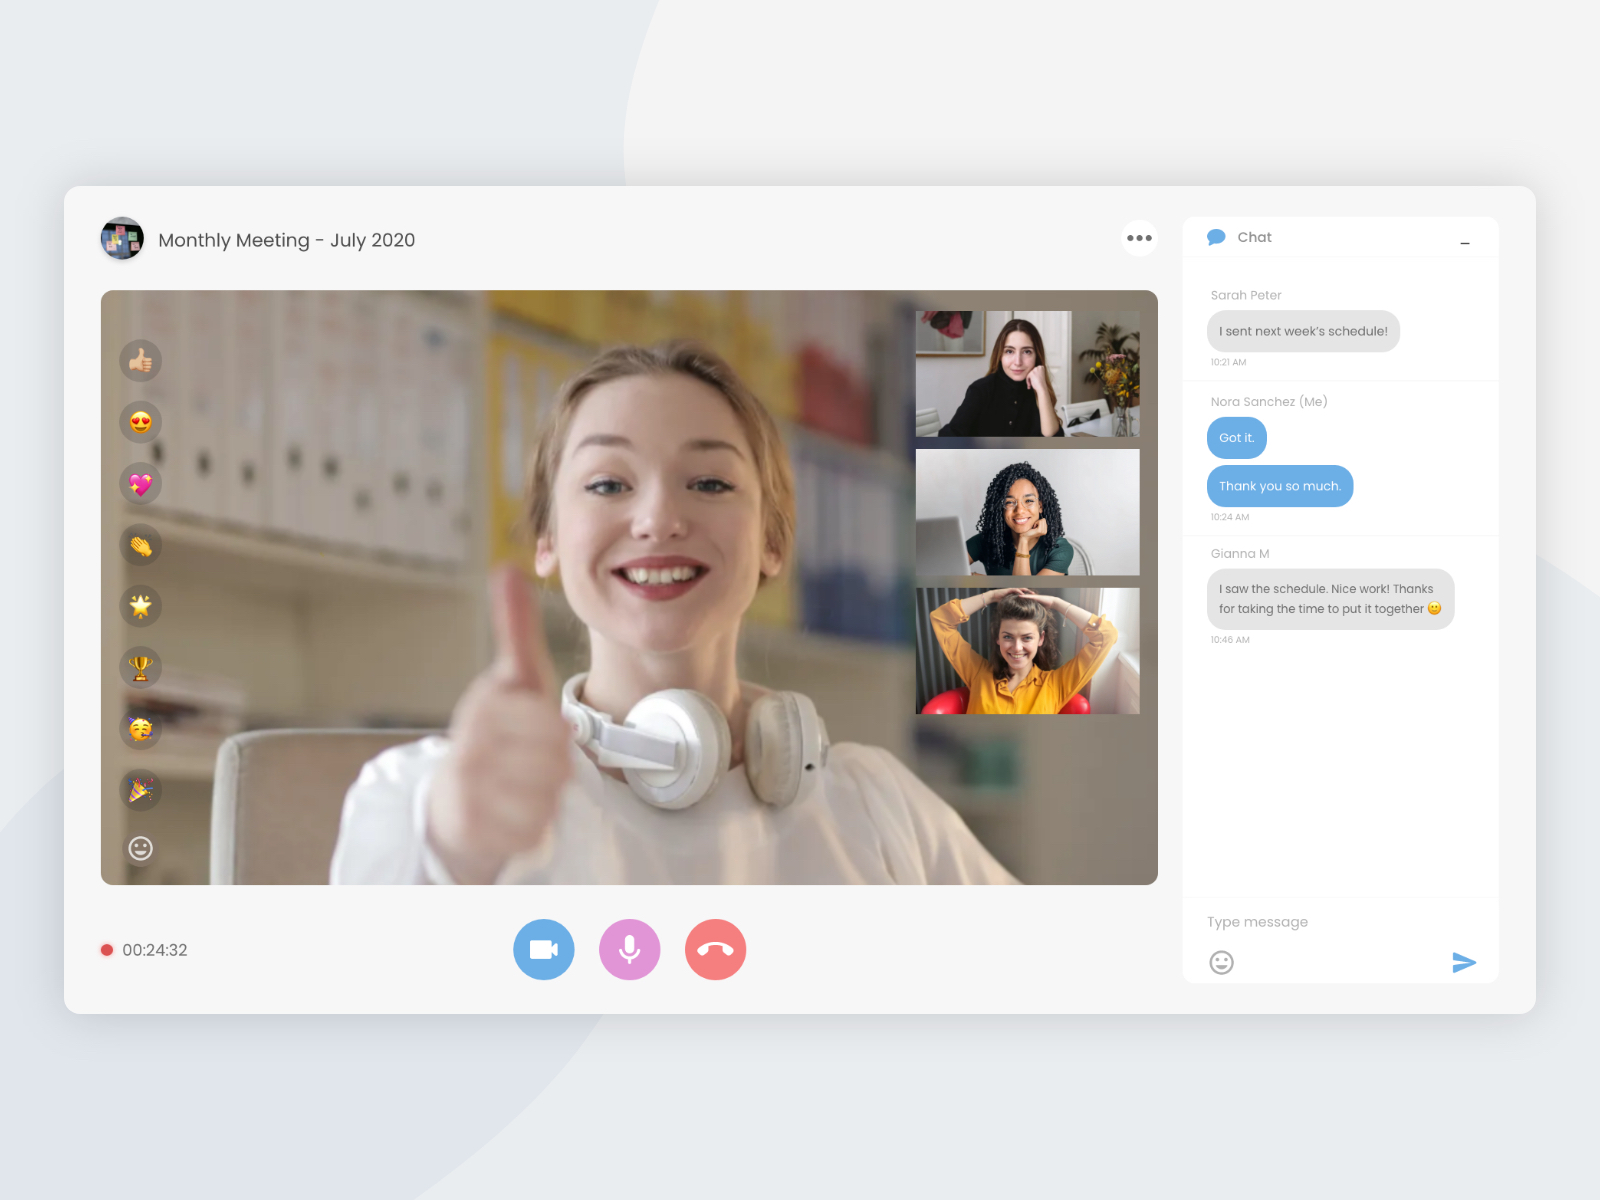 Monthly Meeting - July 2020
Chat
Sarah Peter
I sent next week's schedule!
10:21 AM
Nora Sanchez (Me)
Got it.
Thank you so much.
10:24 AM
Gianna M
I saw the schedule. Nice work! Thanks
for taking the time to put it together 🙂
10:46 AM
Type message
00:24:32